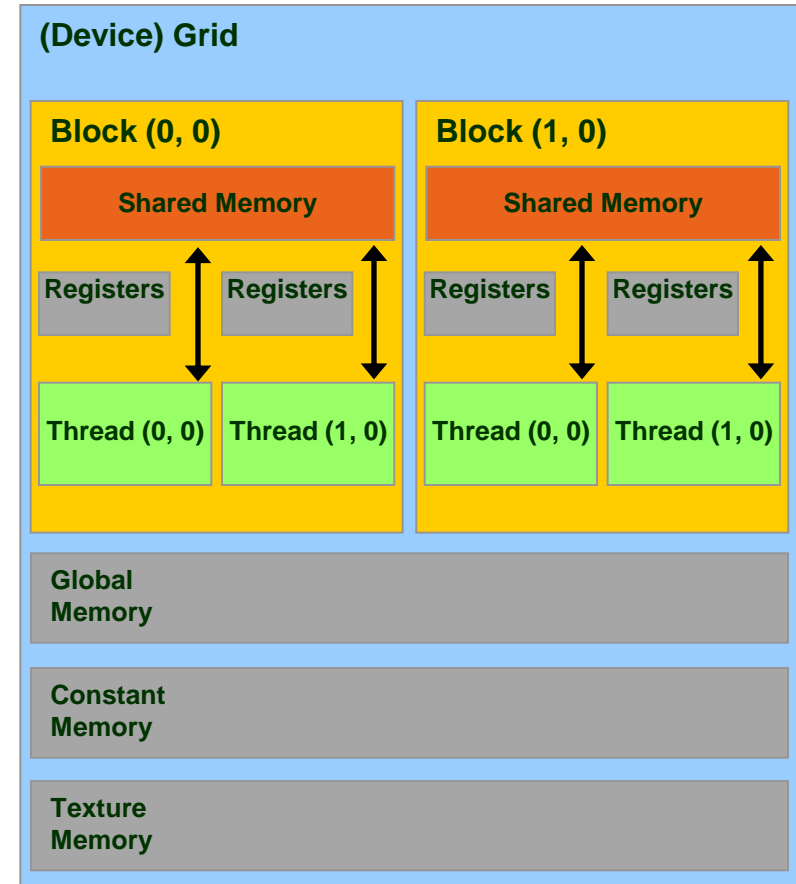 (Device) Grid
Block (0, 0)
Shared Memory
Registers
Registers
Thread (0, 0)
Thread (1, 0)
Block (1, 0)
Shared Memory
Registers
Registers
Thread (0, 0)
Thread (1, 0)
Global
Memory
Constant
Memory
Texture
Memory